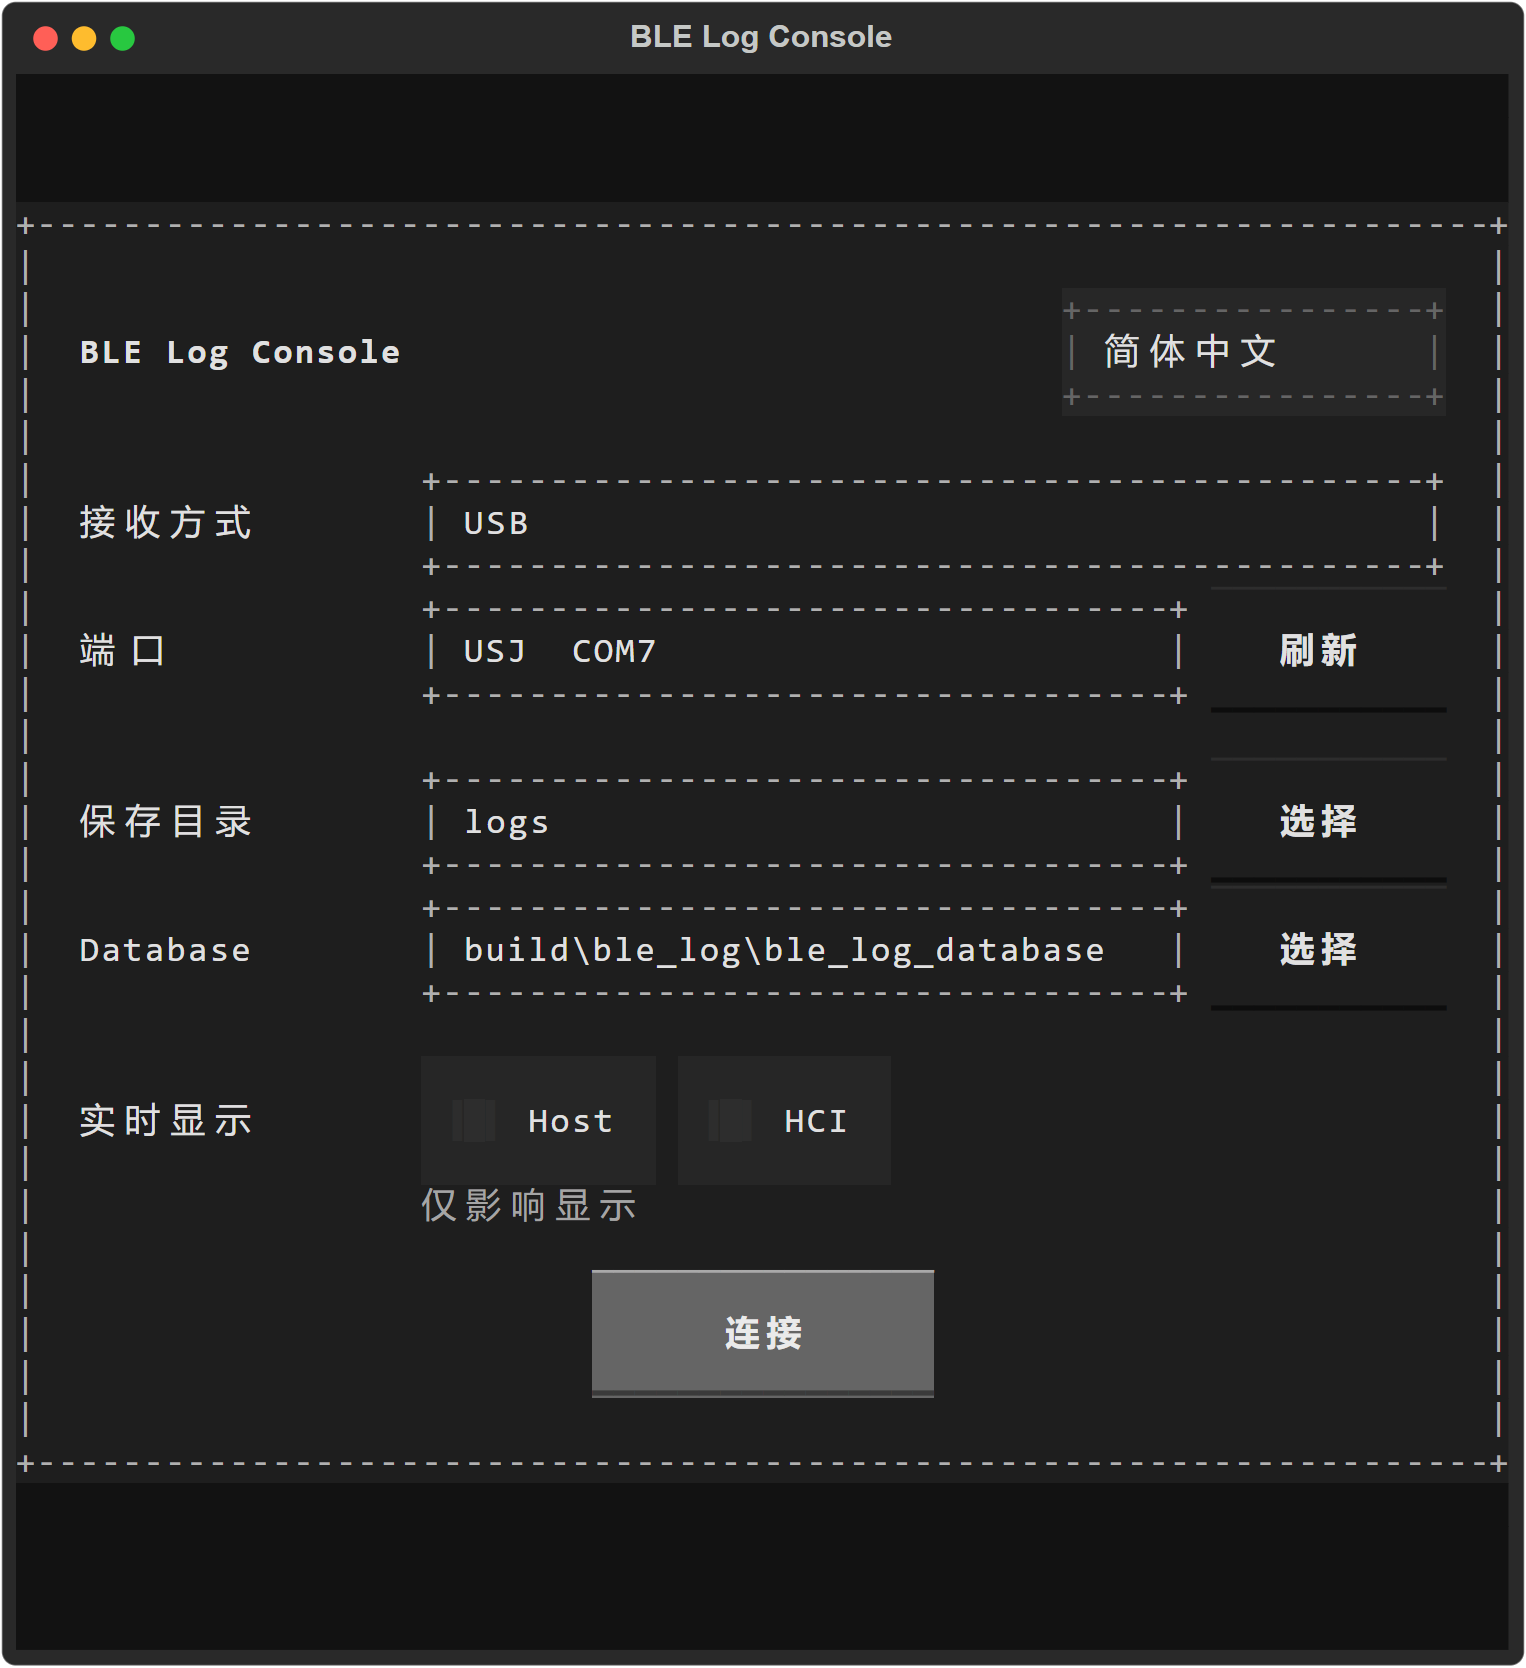 BLE Log Console
BLE Log Console
简体中文
接收方式
USB
端口
USJ COM7
刷新
保存目录
logs
选择
Database
build\ble_log\ble_log_database
选择
实时显示
Host
HCI
仅影响显示
连接